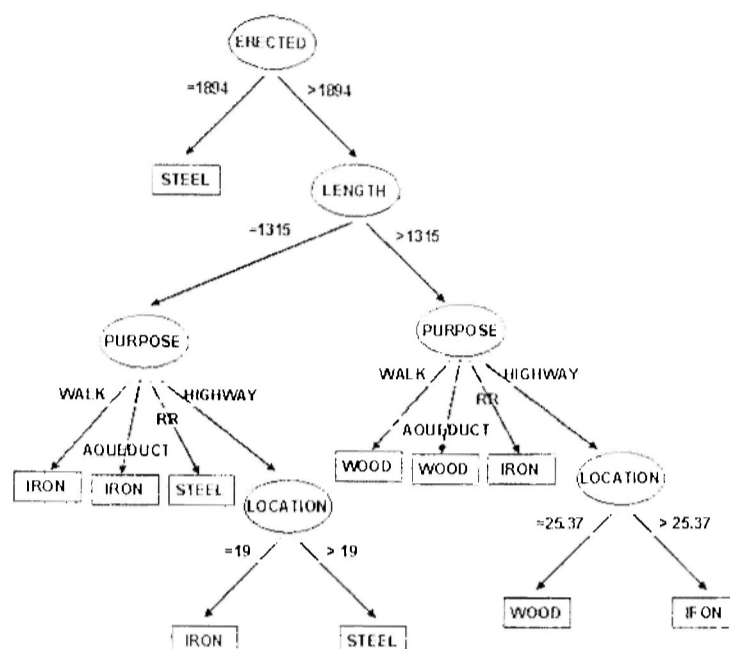 ERECTED
=1894 >1894
STEEL LENGTH
=1315 >1315
PURPOSE PURPOSE
WALK HIGHWAY WALK HIGHWAY
RR RR
AQUEDUCT AQUEDUCT
IRON IRON STEEL WOOD WOOD IRON
LOCATION LOCATION
=19 > 19 =25.37 > 25.37
WOOD IRON
IRON STEEL